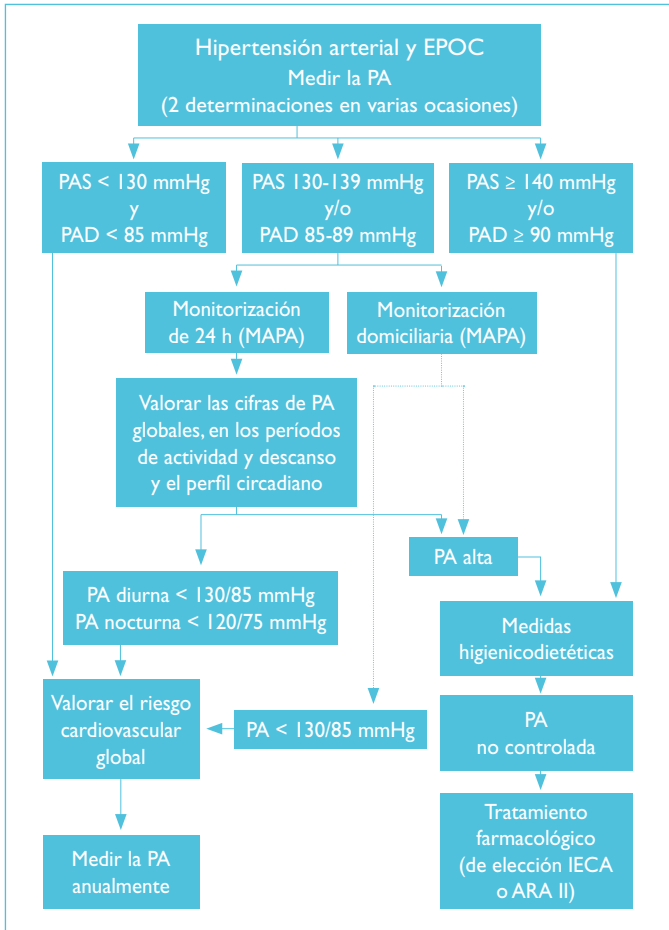 Hipertensión arterial y EPOC
Medir la PA
(2 determinaciones en varias ocasiones)
PAS < 130 mmHg
y
PAD < 85 mmHg
PAS 130-139 mmHg
y/o
PAD 85-89 mmHg
PAS ≥ 140 mmHg
y/o
PAD ≥ 90 mmHg
Monitorización
de 24 h (MAPA)
Monitorización
domiciliaria (MAPA)
Valorar las cifras de PA
globales, en los períodos
de actividad y descanso
y el perfil circadiano
PA alta
PA diurna < 130/85 mmHg
PA nocturna < 120/75 mmHg
Medidas
higienicodietéticas
Valorar el riesgo
cardiovascular
global
PA < 130/85 mmHg
PA
no controlada
Medir la PA
anualmente
Tratamiento
farmacológico
(de elección IECA
o ARA II)